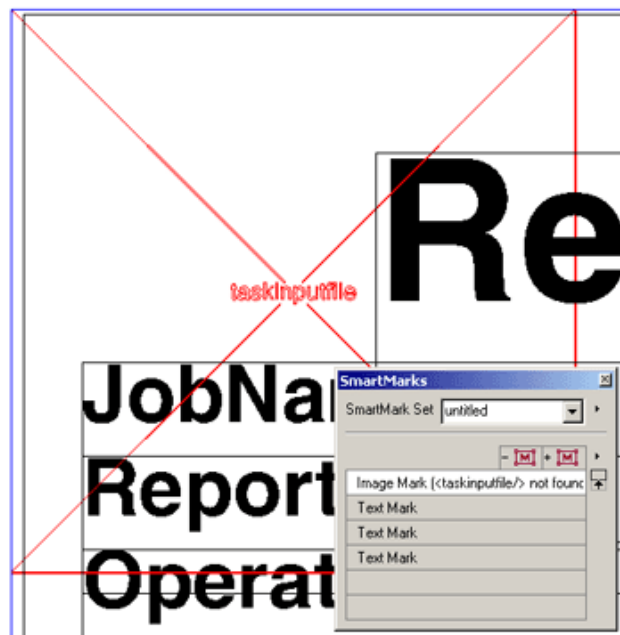 Re
taskinputfile
JobNa
Report
Operat
SmartMarks
SmartMark Set untitled
- M + M
Image Mark (<taskinputfile/> not found
Text Mark
Text Mark
Text Mark